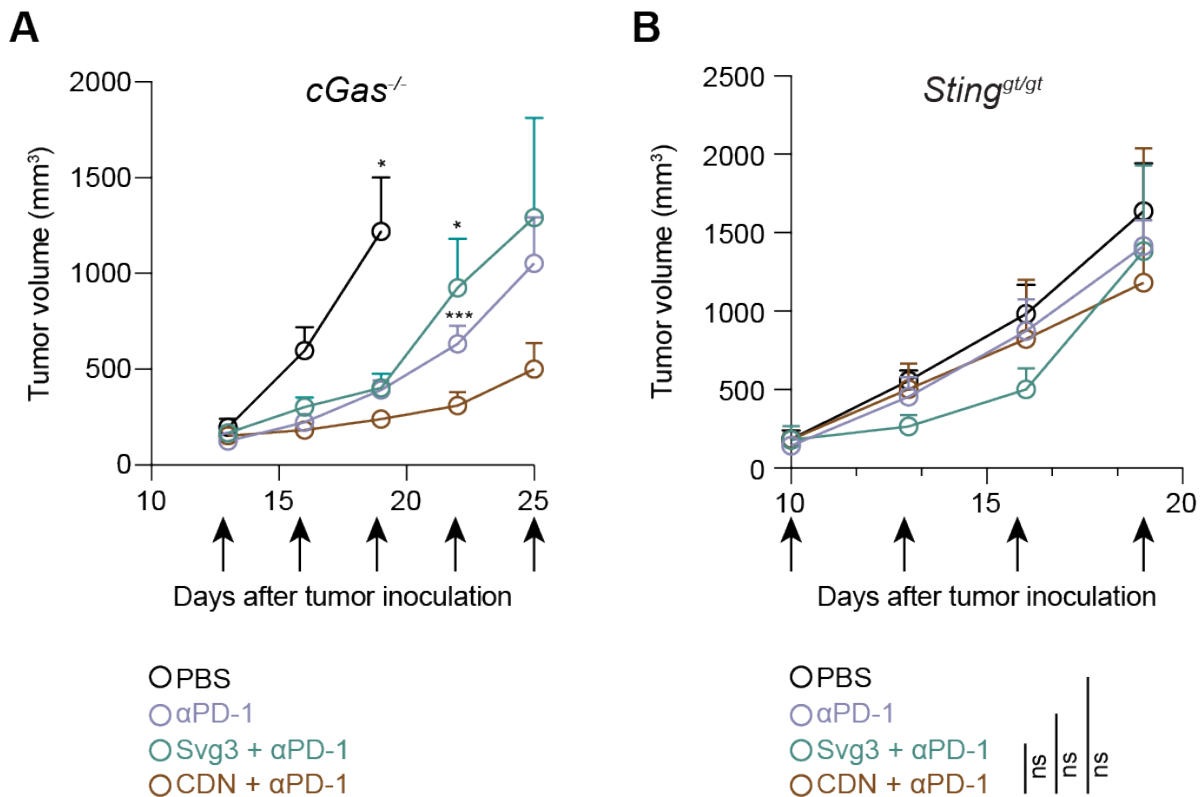 A
cGas-/-
Tumor volume (mm3)
2000
1500
1000
500
0
*
*
***
10 15 20 25
Days after tumor inoculation
PBS
αPD-1
Svg3 + αPD-1
CDN + αPD-1
B
Stinggt/gt
Tumor volume (mm3)
2500
2000
1500
1000
500
0
10 15 20
Days after tumor inoculation
PBS
αPD-1
Svg3 + αPD-1
CDN + αPD-1
ns
ns
ns